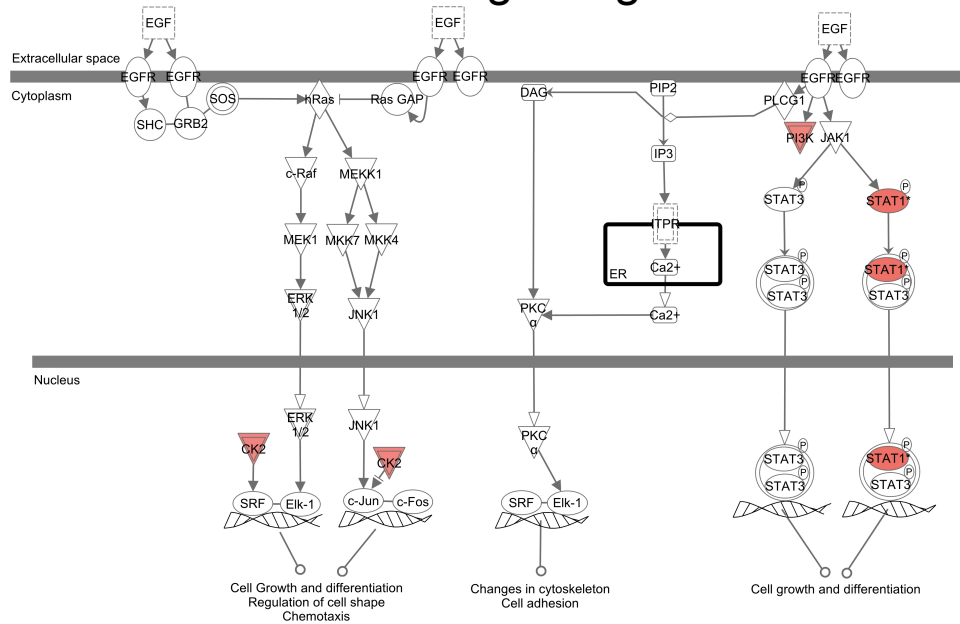 EGF
EGF
EGF
Extracellular space
EGFR
EGFR
EGFR
EGFR
EGFR
EGFR
Cytoplasm
SOS
hRas
Ras GAP
DAG
PIP2
PLCG1
SHC
GRB2
PI3K
JAK1
IP3
c-Raf
MEKK1
P
STAT3
P
STAT1*
ITPR
MEK1
MKK7
MKK4
ER
Ca2+
P
STAT3
P
STAT3
P
STAT1*
P
STAT3
ERK
1/2
JNK1
PKC
α
Ca2+
Nucleus
ERK
1/2
JNK1
PKC
α
CK2
CK2
P
STAT3
P
STAT3
P
STAT1*
P
STAT3
SRF
Elk-1
c-Jun
c-Fos
SRF
Elk-1
Cell Growth and differentiation
Regulation of cell shape
Chemotaxis
Changes in cytoskeleton
Cell adhesion
Cell growth and differentiation